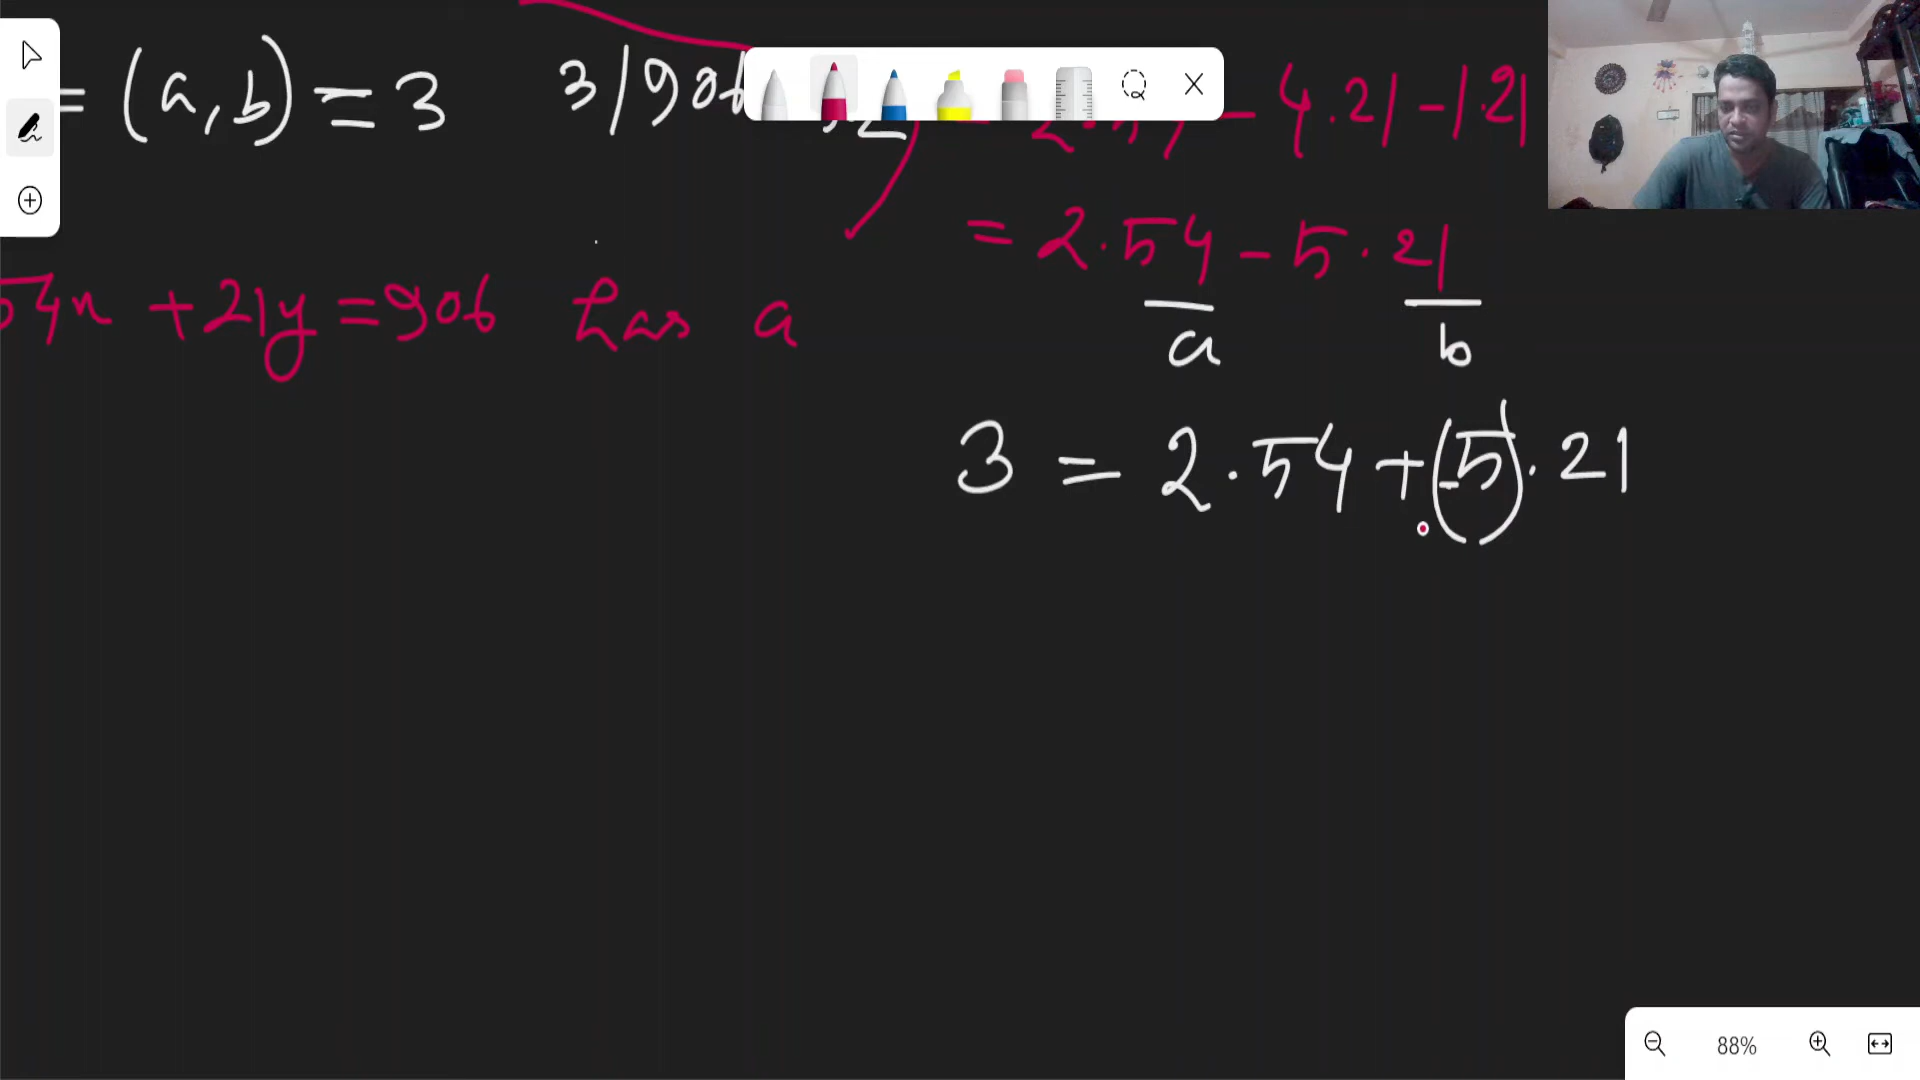 = (a, b) = 3
3/906
- 4.21 - 1.21
= 2.54 - 5.21
a b
54x + 21y = 906 has a
3 = 2.54 + (-5).21
88%